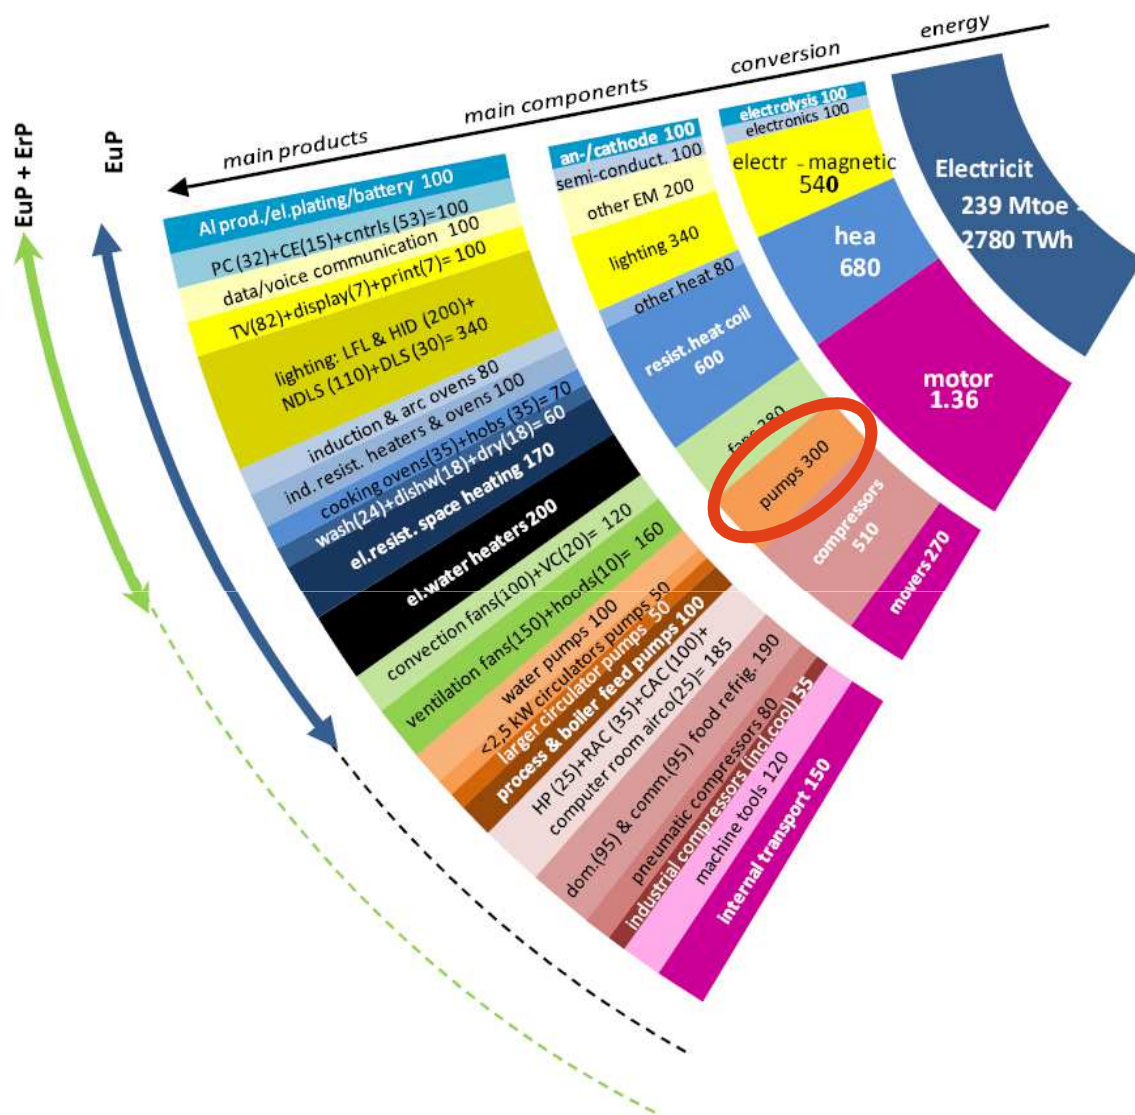 energy
conversion
main components
main products
EuP + ErP
EuP
Al prod./el.plating/battery 100
PC (32)+CE(15)+cntrls (53)=100
data/voice communication 100
TV(82)+display(7)+print(7)= 100
lighting: LFL & HID (200)+
NDLS (110)+DLS (30)= 340
induction & arc ovens 80
ind. resist. heaters & ovens 100
cooking ovens(35)+hobs (35)= 70
wash(24)+dishw(18)+dry(18)= 60
el.resist. space heating 170
el.water heaters 200
convection fans(100)+VC(20)= 120
ventilation fans(150)+hoods(10)= 160
water pumps 100
<2,5 kW circulators pumps 50
larger circulator pumps 50
process & boiler feed pumps 100
HP (25)+RAC (35)+CAC (100)+
computer room airco(25)= 185
dom.(95) & comm.(95) food refrig. 190
pneumatic compressors 80
industrial compressors (incl.cool) 55
machine tools 120
internal transport 150
an-/cathode 100
semi-conduct. 100
other EM 200
lighting 340
other heat 80
resist.heat coil
600
fans 280
pumps 300
compressors
510
movers 270
electrolysis 100
electronics 100
electr - magnetic
540
hea
680
motor
1.36
Electricit
239 Mtoe -
2780 TWh